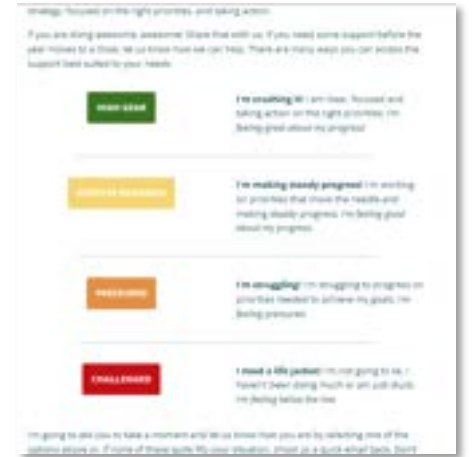 strategy, focused on the right priorities, and taking action.
If you are doing awesome, awesome! Share that with us. If you need some support before the
year moves to a close, let us know how we can help. There are many ways you can access the
support best suited to your needs.
HIGH GEAR
I'm crushing it! I am clear, focused and
taking action on the right priorities. I'm
feeling good about my progress!
I'm making steady progress! I'm working
on priorities that move the needle and
making steady progress. I'm feeling good
about my progress.
PRESSURED
I'm struggling! I'm struggling to progress on
priorities needed to achieve my goals. I'm
feeling pressured.
CHALLENGED
I need a life jacket! I'm not going to lie, I
haven't been doing much or am just stuck.
I'm feeling below the line.
I'm going to ask you to take a moment and let us know how you are by selecting one of the
options above or, if none of these quite fits your situation, shoot us a quick email back. Don't